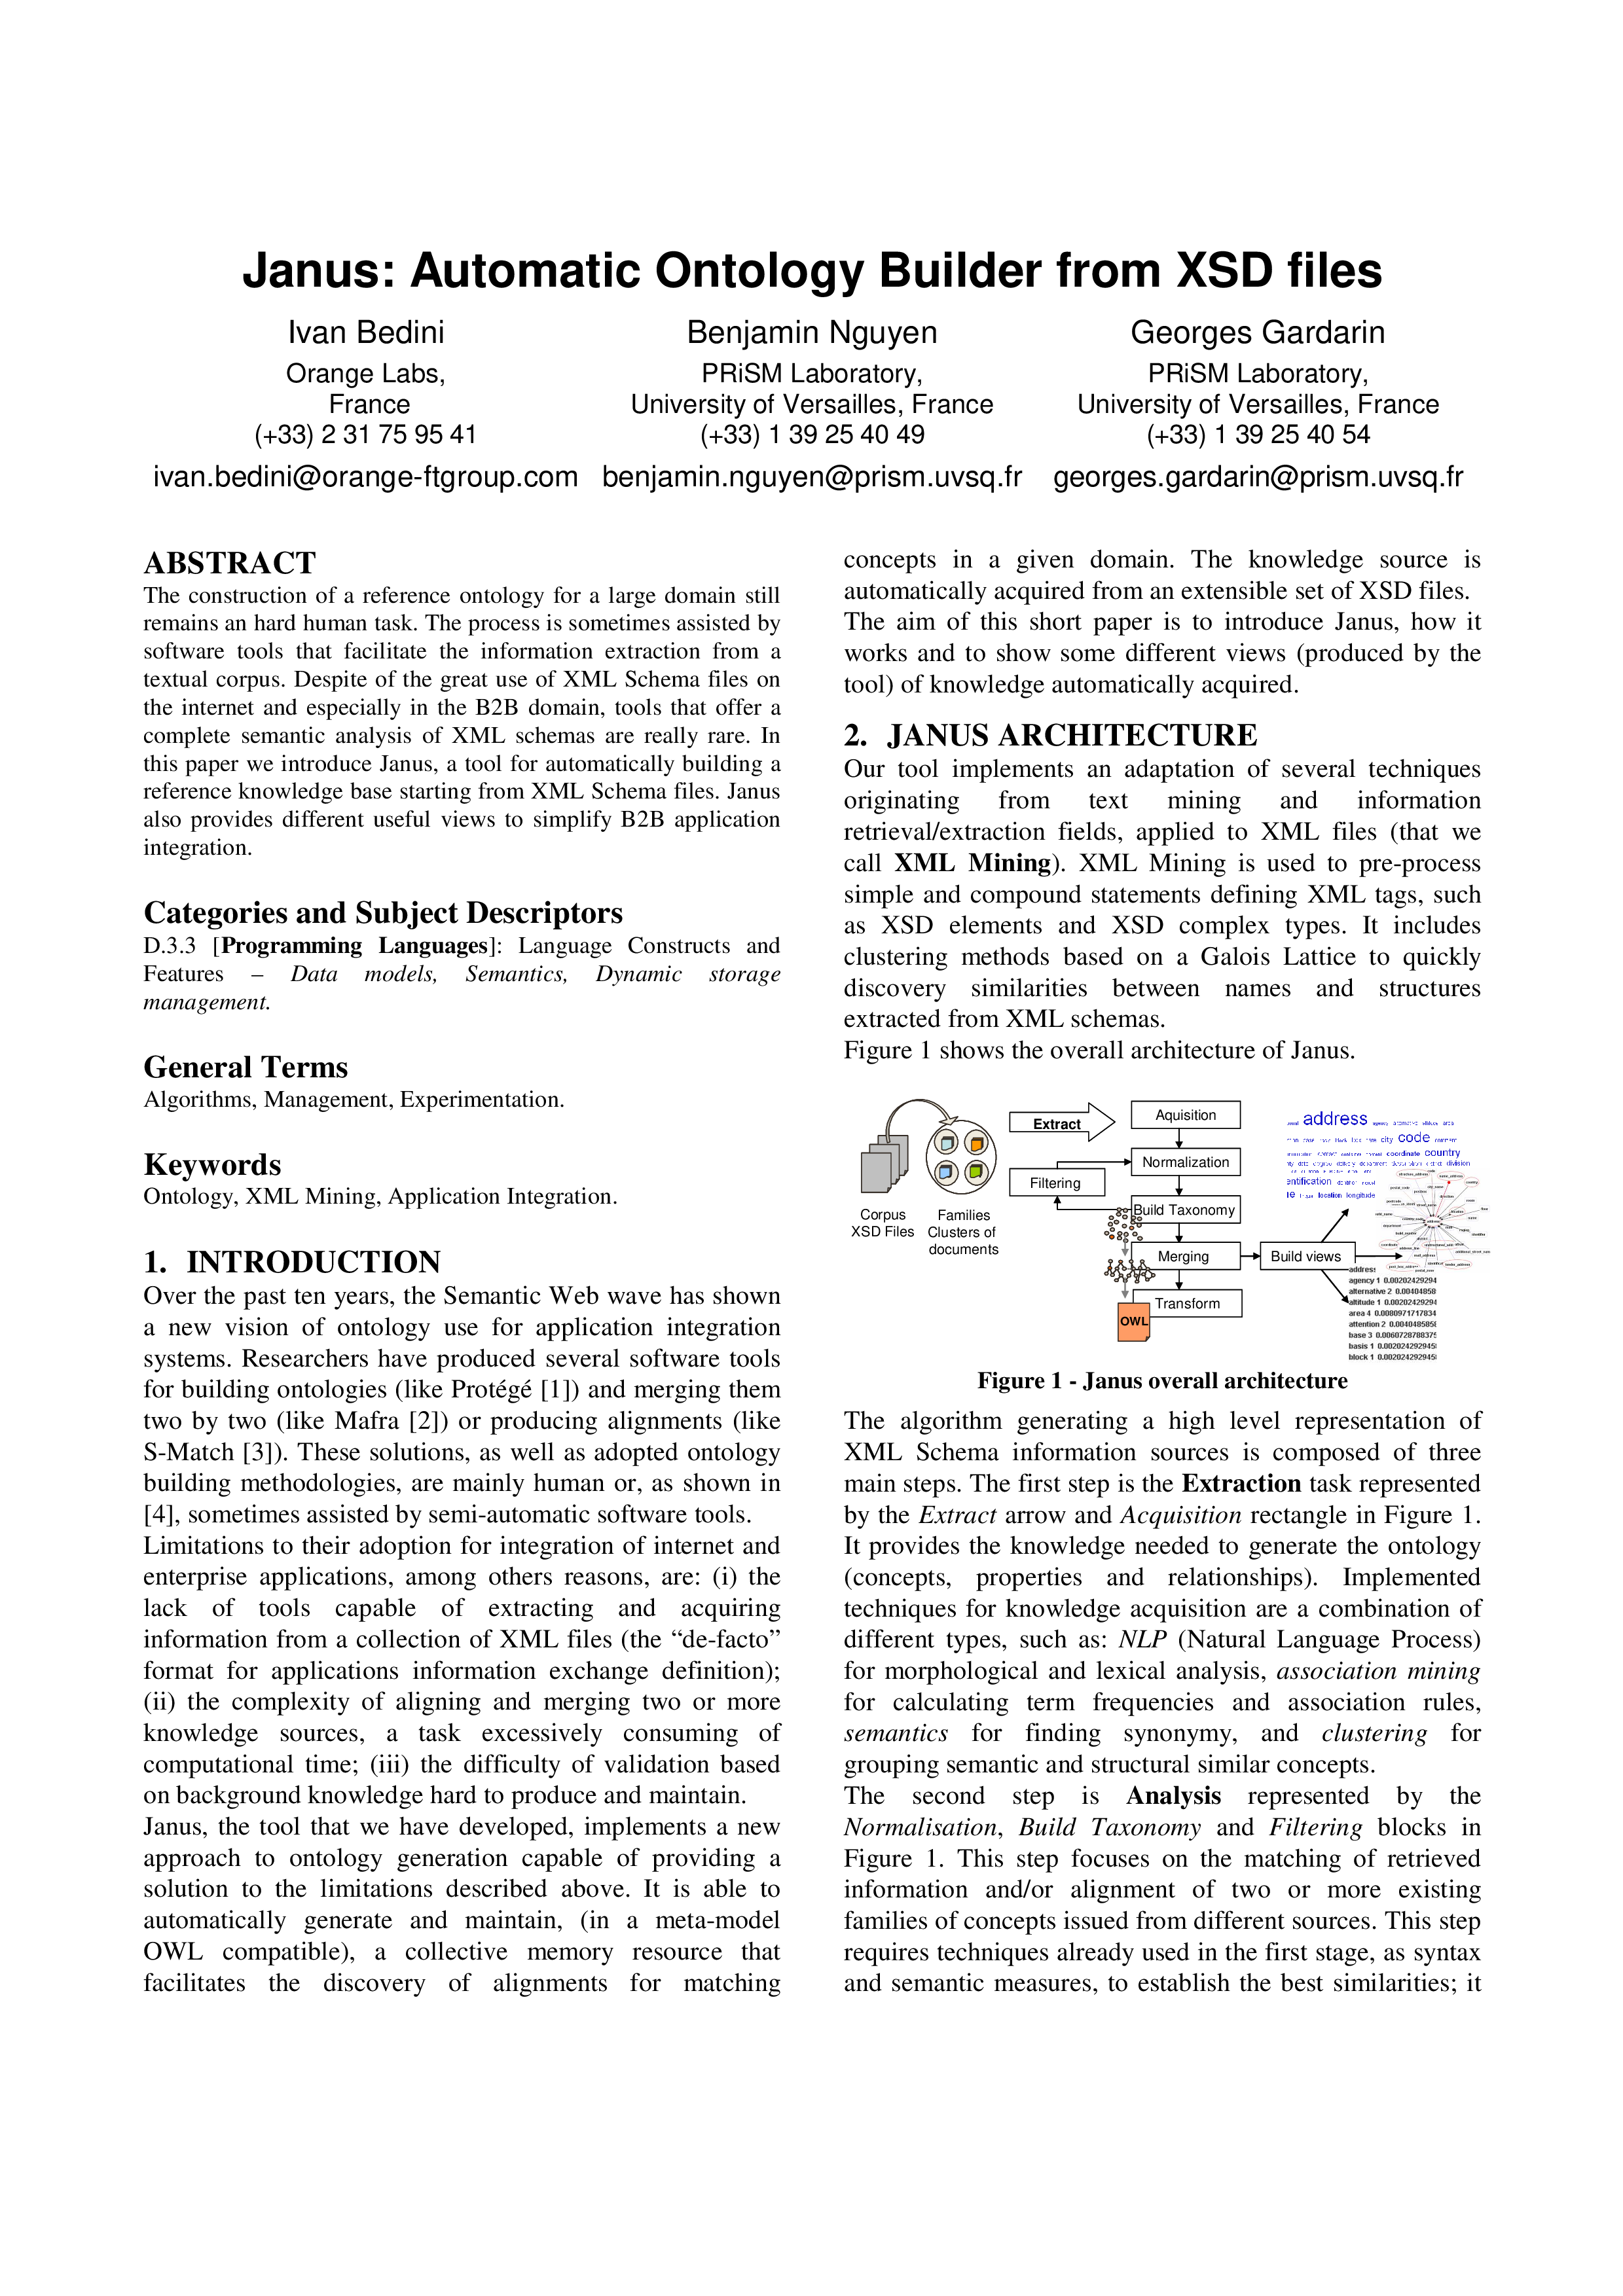 Janus: Automatic Ontology Builder from XSD files
Ivan Bedini
Orange Labs,
France
(+33) 2 31 75 95 41
ivan.bedini@orange-ftgroup.com
Benjamin Nguyen
PRiSM Laboratory,
University of Versailles, France
(+33) 1 39 25 40 49
benjamin.nguyen@prism.uvsq.fr
Georges Gardarin
PRiSM Laboratory,
University of Versailles, France
(+33) 1 39 25 40 54
georges.gardarin@prism.uvsq.fr
ABSTRACT
The construction of a reference ontology for a large domain still
remains an hard human task. The process is sometimes assisted by
software tools that facilitate the information extraction from a
textual corpus. Despite of the great use of XML Schema files on
the internet and especially in the B2B domain, tools that offer a
complete semantic analysis of XML schemas are really rare. In
this paper we introduce Janus, a tool for automatically building a
reference knowledge base starting from XML Schema files. Janus
also provides different useful views to simplify B2B application
integration.
Categories and Subject Descriptors
D.3.3 [Programming Languages]: Language Constructs and
Features – Data models, Semantics, Dynamic storage
management.
General Terms
Algorithms, Management, Experimentation.
Keywords
Ontology, XML Mining, Application Integration.
1. INTRODUCTION
Over the past ten years, the Semantic Web wave has shown
a new vision of ontology use for application integration
systems. Researchers have produced several software tools
for building ontologies (like Protégé [1]) and merging them
two by two (like Mafra [2]) or producing alignments (like
S-Match [3]). These solutions, as well as adopted ontology
building methodologies, are mainly human or, as shown in
[4], sometimes assisted by semi-automatic software tools.
Limitations to their adoption for integration of internet and
enterprise applications, among others reasons, are: (i) the
lack of tools capable of extracting and acquiring
information from a collection of XML files (the “de-facto”
format for applications information exchange definition);
(ii) the complexity of aligning and merging two or more
knowledge sources, a task excessively consuming of
computational time; (iii) the difficulty of validation based
on background knowledge hard to produce and maintain.
Janus, the tool that we have developed, implements a new
approach to ontology generation capable of providing a
solution to the limitations described above. It is able to
automatically generate and maintain, (in a meta-model
OWL compatible), a collective memory resource that
facilitates the discovery of alignments for matching
concepts in a given domain. The knowledge source is
automatically acquired from an extensible set of XSD files.
The aim of this short paper is to introduce Janus, how it
works and to show some different views (produced by the
tool) of knowledge automatically acquired.
2. JANUS ARCHITECTURE
Our tool implements an adaptation of several techniques
originating from text mining and information
retrieval/extraction fields, applied to XML files (that we
call XML Mining). XML Mining is used to pre-process
simple and compound statements defining XML tags, such
as XSD elements and XSD complex types. It includes
clustering methods based on a Galois Lattice to quickly
discovery similarities between names and structures
extracted from XML schemas.
Figure 1 shows the overall architecture of Janus.
Corpus
XSD Files
Families
Clusters of
documents
Extract
Aquisition
Normalization
Filtering
Build Taxonomy
Merging
Build views
Transform
OWL
address
city code
coordinate country
division
entification
location longitude
address
agency 1 0.00202429294
alternative 2 0.00404858
altitude 1 0.00202429294
area 4 0.0080971717834
attention 2 0.0040485858
base 3 0.0060728788375
basis 1 0.0020242929458
block 1 0.0020242929458
Figure 1 - Janus overall architecture
The algorithm generating a high level representation of
XML Schema information sources is composed of three
main steps. The first step is the Extraction task represented
by the Extract arrow and Acquisition rectangle in Figure 1.
It provides the knowledge needed to generate the ontology
(concepts, properties and relationships). Implemented
techniques for knowledge acquisition are a combination of
different types, such as: NLP (Natural Language Process)
for morphological and lexical analysis, association mining
for calculating term frequencies and association rules,
semantics for finding synonymy, and clustering for
grouping semantic and structural similar concepts.
The second step is Analysis represented by the
Normalisation, Build Taxonomy and Filtering blocks in
Figure 1. This step focuses on the matching of retrieved
information and/or alignment of two or more existing
families of concepts issued from different sources. This step
requires techniques already used in the first stage, as syntax
and semantic measures, to establish the best similarities; it